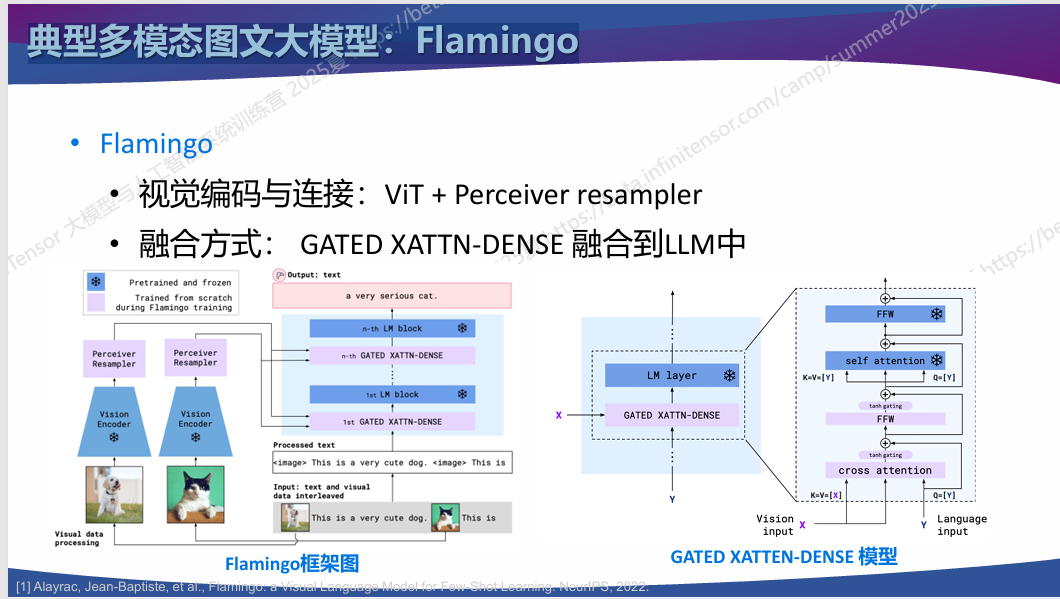 典型多模态图文大模型：Flamingo
• Flamingo
• 视觉编码与连接：ViT + Perceiver resampler
• 融合方式： GATED XATTN-DENSE 融合到LLM中
Pretrained and frozen
Trained from scratch
during Flamingo training
Perceiver
Resampler
Perceiver
Resampler
Vision
Encoder
Vision
Encoder
Visual data
processing
Output: text
a very serious cat.
n-th LM block
n-th GATED XATTN-DENSE
1st LM block
1st GATED XATTN-DENSE
Processed text
<image> This is a very cute dog. <image> This is
Input: text and visual
data interleaved
This is a very cute dog.
This is
Flamingo框架图
LM layer
GATED XATTN-DENSE
X
Y
FFW
self attention
K=V=[Y]
Q=[Y]
tanh gating
FFW
tanh gating
cross attention
K=V=[X]
Q=[Y]
Vision
input
X
Y
Language
input
GATED XATTEN-DENSE 模型
[1] Alayrac, Jean-Baptiste, et al., Flamingo: a Visual Language Model for Few-Shot Learning. NeurIPS, 2022.